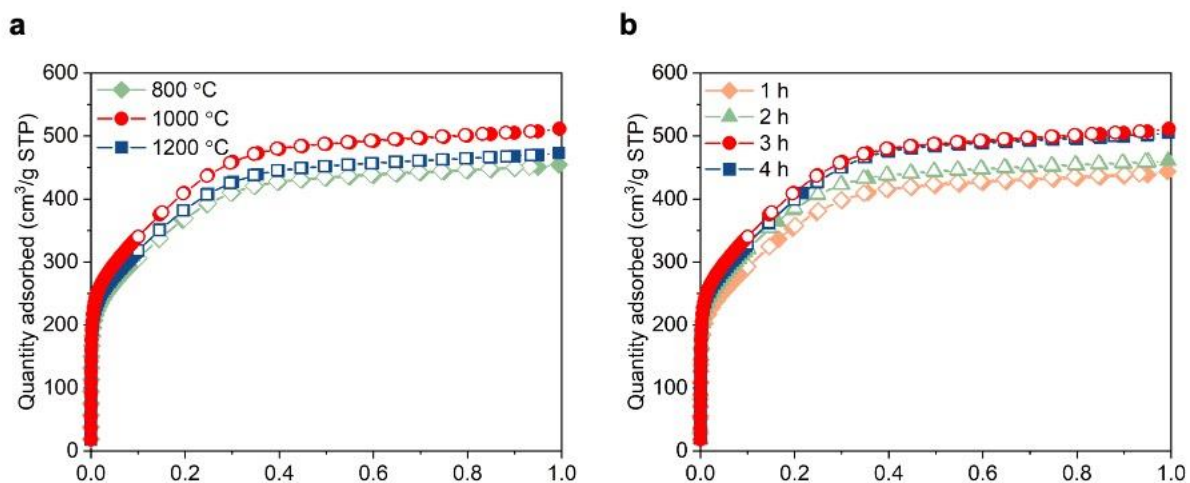 a
600
500
400
300
200
100
0
Quantity adsorbed (cm³/g STP)
800 °C
1000 °C
1200 °C
0.0 0.2 0.4 0.6 0.8 1.0
b
600
500
400
300
200
100
0
Quantity adsorbed (cm³/g STP)
1 h
2 h
3 h
4 h
0.0 0.2 0.4 0.6 0.8 1.0